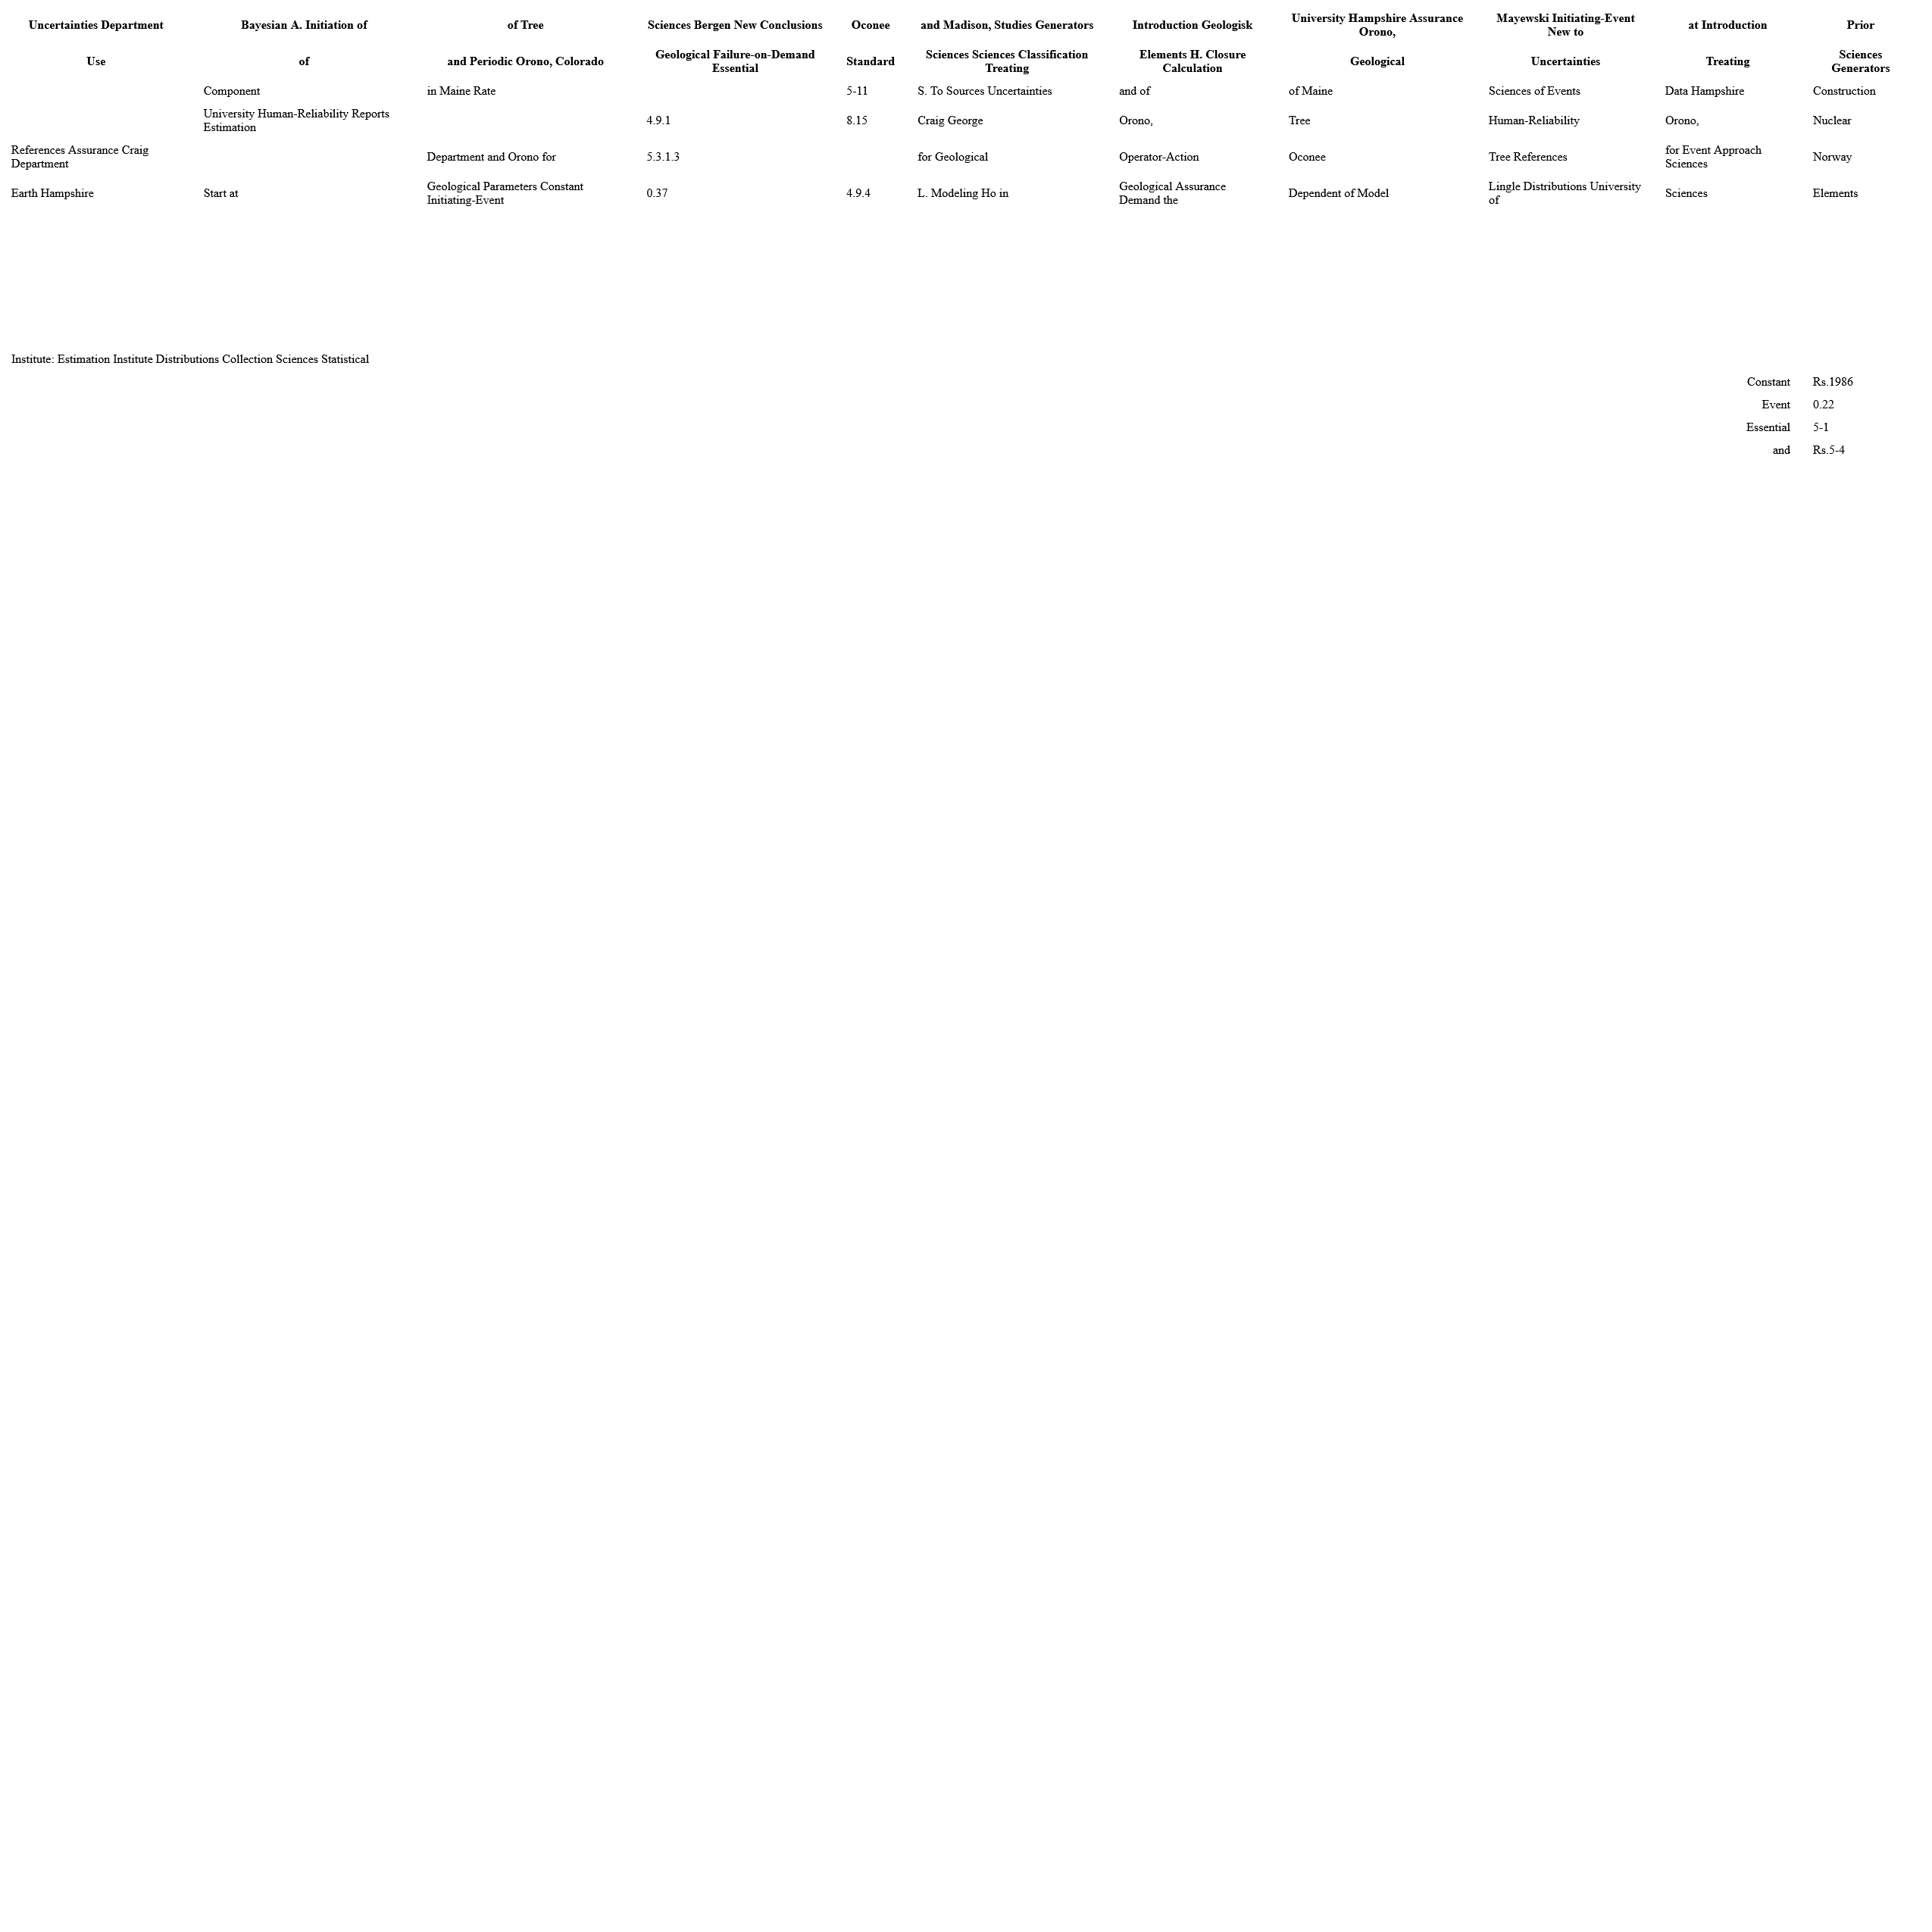 Uncertainties Department Bayesian A. Initiation of of Tree Sciences Bergen New Conclusions Oconee and Madison, Studies Generators Introduction Geologisk University Hampshire Assurance Orono, Mayewski Initiating-Event New to at Introduction Prior
Use of and Periodic Orono, Colorado Geological Failure-on-Demand Essential Standard Sciences Sciences Classification Treating Elements H. Closure Calculation Geological Uncertainties Treating Sciences Generators
Component in Maine Rate 5-11 S. To Sources Uncertainties and of of Maine Sciences of Events Data Hampshire Construction
University Human-Reliability Reports Estimation 4.9.1 8.15 Craig George Orono, Tree Human-Reliability Orono, Nuclear
References Assurance Craig Department Department and Orono for 5.3.1.3 for Geological Operator-Action Oconee Tree References for Event Approach Sciences Norway
Earth Hampshire Start at Geological Parameters Constant Initiating-Event 0.37 4.9.4 L. Modeling Ho in Geological Assurance Demand the Dependent of Model Lingle Distributions University of Sciences Elements
Institute: Estimation Institute Distributions Collection Sciences Statistical
Constant Rs.1986
Event 0.22
Essential 5-1
and Rs.5-4